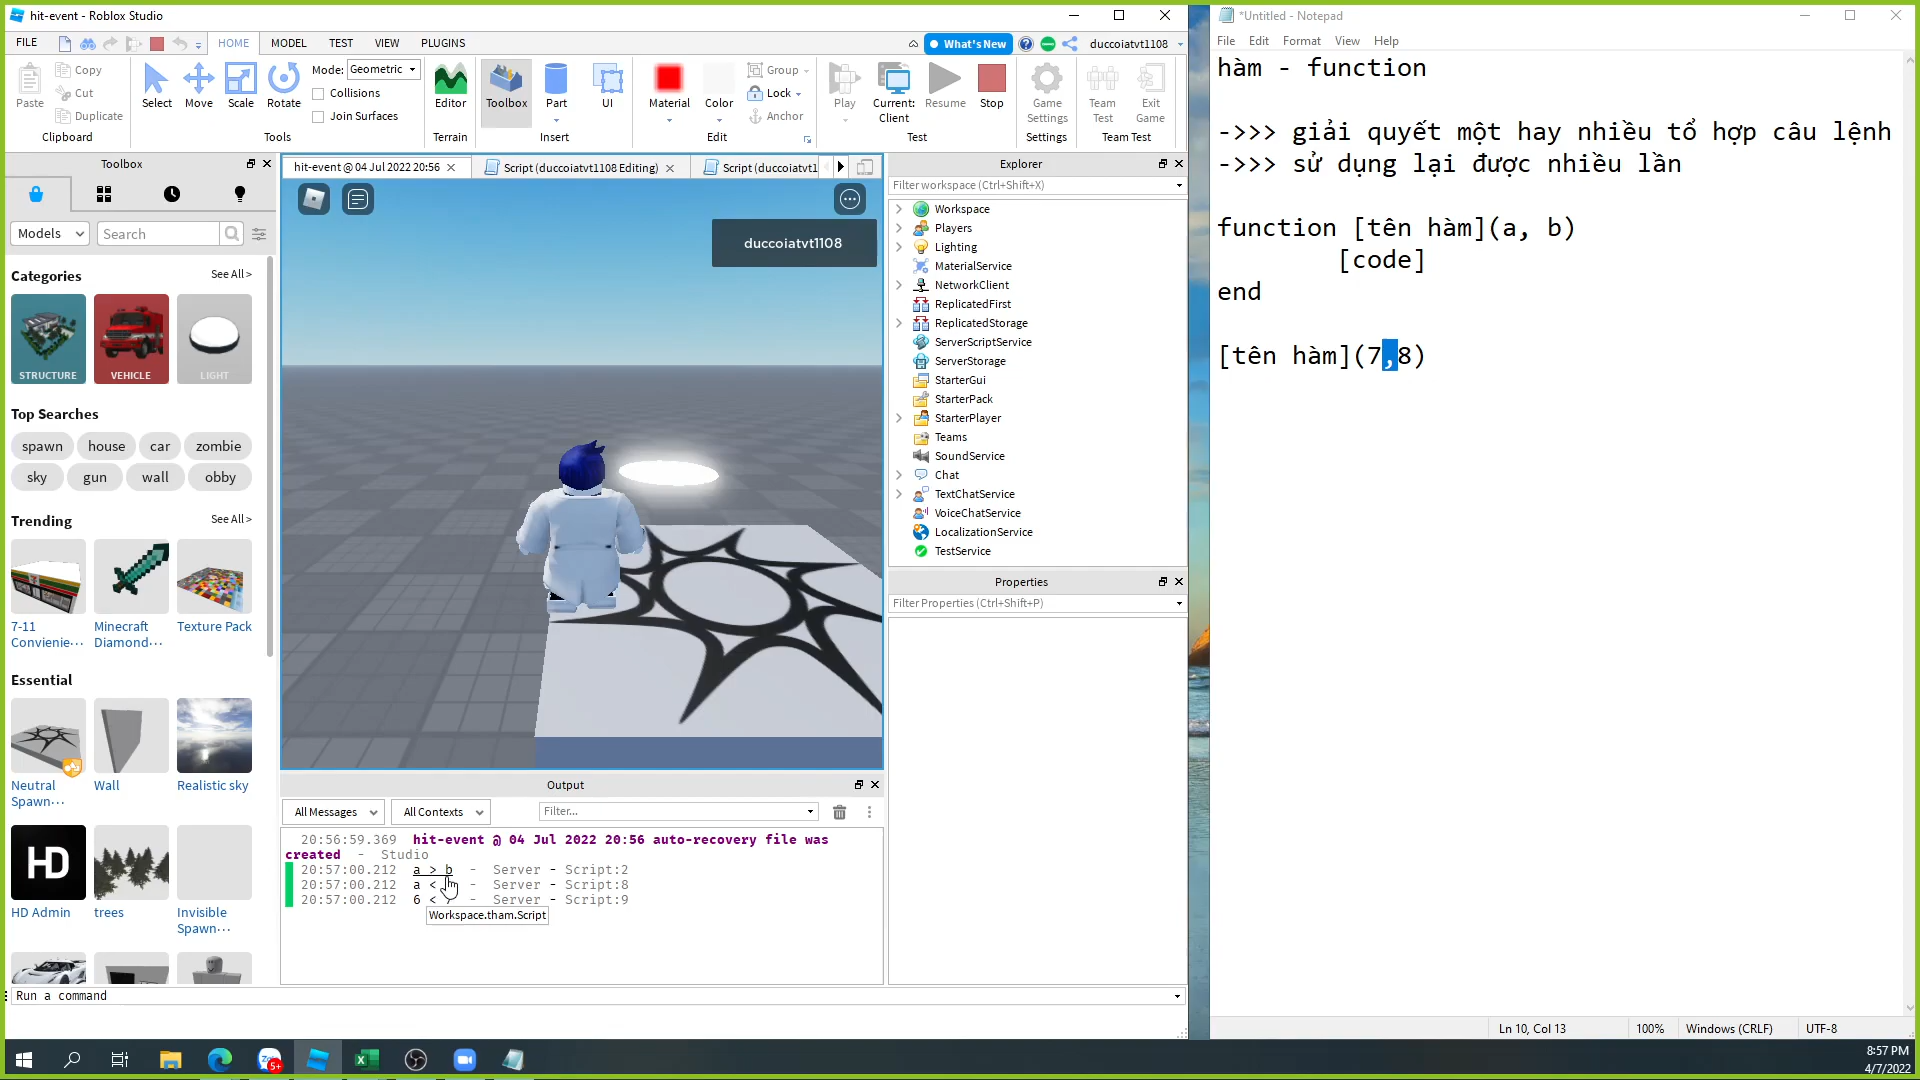 hit-event - Roblox Studio
FILE HOME MODEL TEST VIEW PLUGINS What's New duccoiatvt1108
Paste Copy Cut Duplicate Clipboard
Select Move Scale Rotate Mode: Geometric Collisions Join Surfaces Tools
Editor Terrain
Toolbox Part UI Insert
Material Color Group Lock Anchor Edit
Play Current: Client Resume Stop Test
Game Settings Settings
Team Test Exit Game Team Test
Toolbox
Models Search
Categories See All >
STRUCTURE VEHICLE LIGHT
Top Searches
spawn house car zombie
sky gun wall obby
Trending See All >
7-11 Convenie... Minecraft Diamond... Texture Pack
Essential
Neutral Spawn... Wall Realistic sky
HD
HD Admin trees Invisible Spawn...
hit-event @ 04 Jul 2022 20:56 Script (duccoiatvt1108 Editing) Script (duccoiatvt1
duccoiatvt1108
Output
All Messages All Contexts Filter...
20:56:59.369 hit-event @ 04 Jul 2022 20:56 auto-recovery file was
created - Studio
20:57:00.212 a > b - Server - Script:2
20:57:00.212 a < - Server - Script:8
20:57:00.212 6 < - Server - Script:9
Workspace.tham.Script
Run a command
Explorer
Filter workspace (Ctrl+Shift+X)
Workspace
Players
Lighting
MaterialService
NetworkClient
ReplicatedFirst
ReplicatedStorage
ServerScriptService
ServerStorage
StarterGui
StarterPack
StarterPlayer
Teams
SoundService
Chat
TextChatService
VoiceChatService
LocalizationService
TestService
Properties
Filter Properties (Ctrl+Shift+P)
*Untitled - Notepad
File Edit Format View Help
hàm - function
->>> giải quyết một hay nhiều tổ hợp câu lệnh
->>> sử dụng lại được nhiều lần
function [tên hàm](a, b)
[code]
end
[tên hàm](7,8)
Ln 10, Col 13 100% Windows (CRLF) UTF-8
5+
8:57 PM
4/7/2022